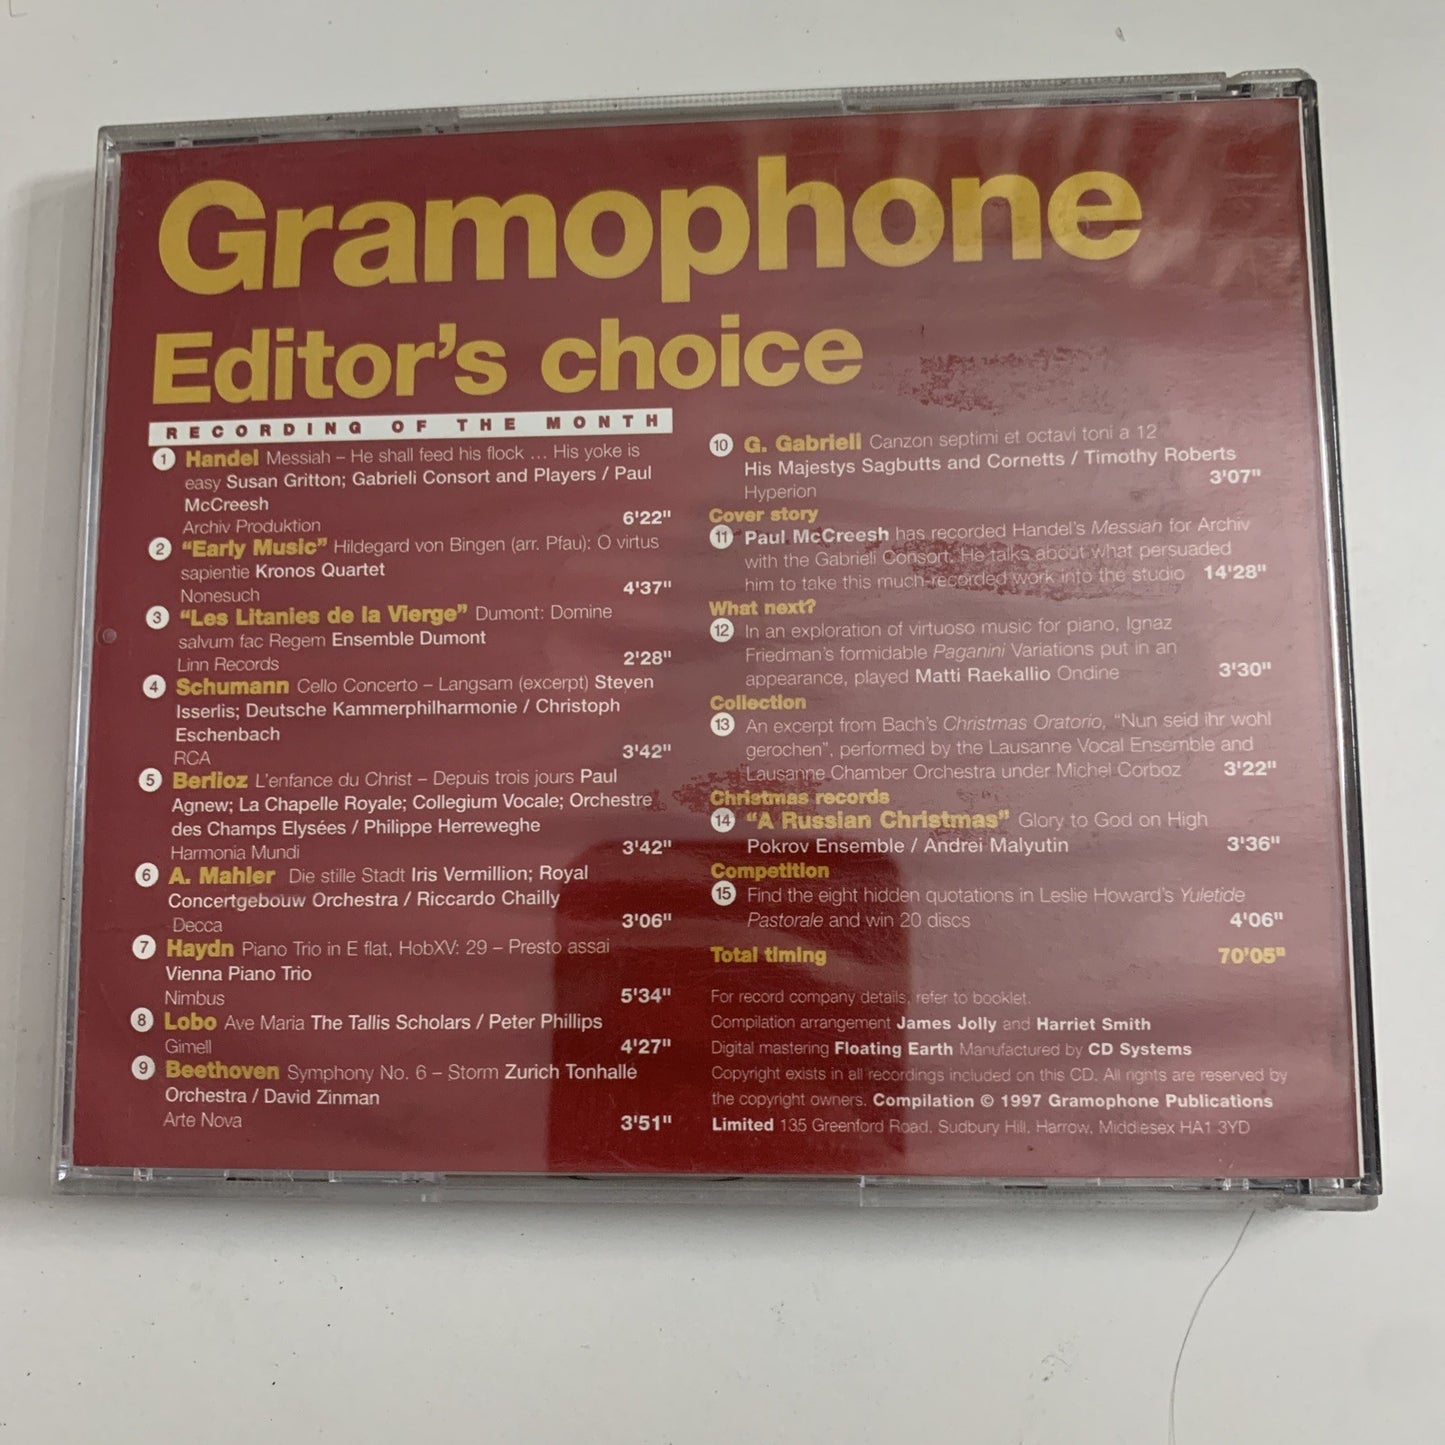 Gramophone
Editor's choice
RECORDING OF THE MONTH
1 Handel Messiah – He shall feed his flock ... His yoke is
easy Susan Gritton; Gabrieli Consort and Players / Paul
McCreesh
Archiv Produktion 6'22"
2 "Early Music" Hildegard von Bingen (arr. Pfau): O virtus
sapientie Kronos Quartet
Nonesuch 4'37"
3 "Les Litanies de la Vierge" Dumont: Domine
salvum fac Regem Ensemble Dumont
Linn Records 2'28"
4 Schumann Cello Concerto – Langsam (excerpt) Steven
Isserlis; Deutsche Kammerphilharmonie / Christoph
Eschenbach
RCA 3'42"
5 Berlioz L'enfance du Christ – Depuis trois jours Paul
Agnew; La Chapelle Royale; Collegium Vocale; Orchestre
des Champs Elysées / Philippe Herreweghe
Harmonia Mundi 3'42"
6 A. Mahler Die stille Stadt Iris Vermillion; Royal
Concertgebouw Orchestra / Riccardo Chailly
Decca 3'06"
7 Haydn Piano Trio in E flat, HobXV: 29 – Presto assai
Vienna Piano Trio
Nimbus 5'34"
8 Lobo Ave Maria The Tallis Scholars / Peter Phillips
Gimell 4'27"
9 Beethoven Symphony No. 6 – Storm Zurich Tonhalle
Orchestra / David Zinman
Arte Nova 3'51"
10 G. Gabrieli Canzon septimi et octavi toni a 12
His Majestys Sagbutts and Cornetts / Timothy Roberts
Hyperion 3'07"
Cover story
11 Paul McCreesh has recorded Handel's Messiah for Archiv
with the Gabrieli Consort. He talks about what persuaded
him to take this much-recorded work into the studio 14'28"
What next?
12 In an exploration of virtuoso music for piano, Ignaz
Friedman's formidable Paganini Variations put in an
appearance, played Matti Raekallio Ondine 3'30"
Collection
13 An excerpt from Bach's Christmas Oratorio, "Nun seid ihr wohl
gerochen", performed by the Lausanne Vocal Ensemble and
Lausanne Chamber Orchestra under Michel Corboz 3'22"
Christmas records
14 "A Russian Christmas" Glory to God on High
Pokrov Ensemble / Andrei Malyutin 3'36"
Competition
15 Find the eight hidden quotations in Leslie Howard's Yuletide
Pastorale and win 20 discs 4'06"
Total timing 70'05"
For record company details, refer to booklet.
Compilation arrangement James Jolly and Harriet Smith
Digital mastering Floating Earth Manufactured by CD Systems
Copyright exists in all recordings included on this CD. All rights are reserved by
the copyright owners. Compilation © 1997 Gramophone Publications
Limited 135 Greenford Road, Sudbury Hill, Harrow, Middlesex HA1 3YD